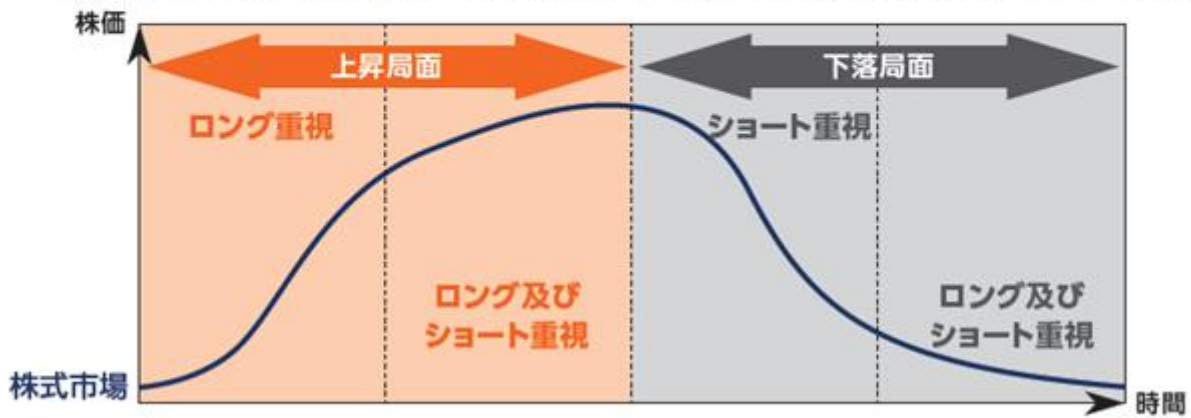 株価
上昇局面
下落局面
ロング重視
ショート重視
ロング及び
ショート重視
ロング及び
ショート重視
株式市場
時間